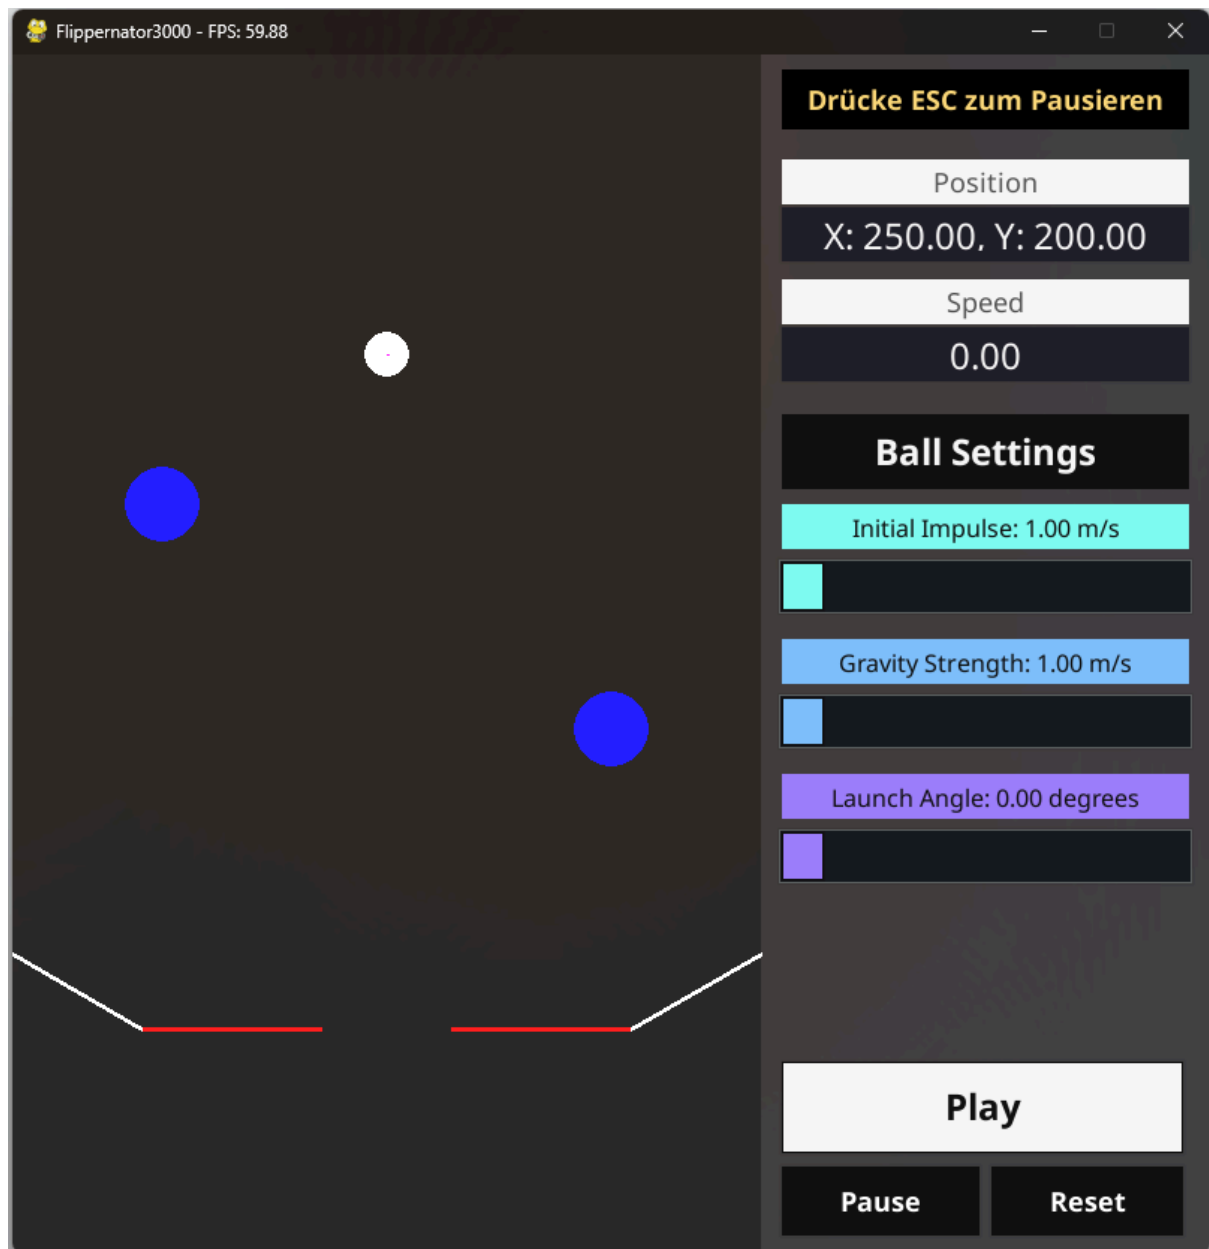 Flippernator3000 - FPS: 59.88
Drücke ESC zum Pausieren
Position
X: 250.00, Y: 200.00
Speed
0.00
Ball Settings
Initial Impulse: 1.00 m/s
Gravity Strength: 1.00 m/s
Launch Angle: 0.00 degrees
Play
Pause
Reset